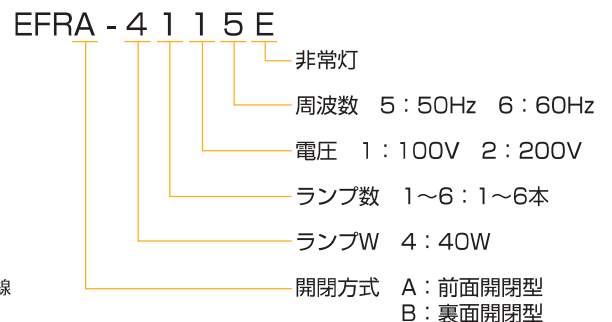 EFRA-4115E
非常灯
周波数 5：50Hz 6：60Hz
電圧 1：100V 2：200V
ランプ数 1〜6：1〜6本
ランプW 4：40W
線
開閉方式 A：前面開閉型
B：裏面開閉型